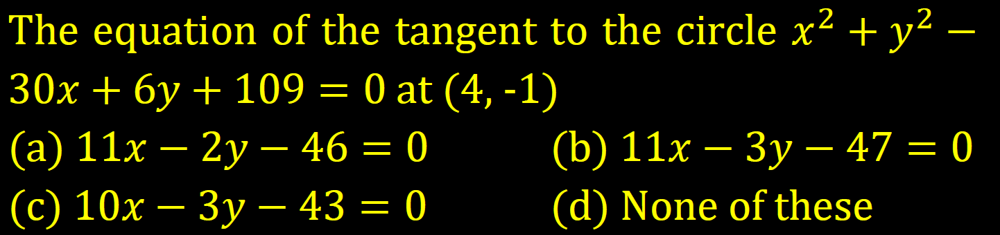 The equation of the tangent to the circle x² + y² −
30x + 6y + 109 = 0 at (4, -1)
(a) 11x − 2y − 46 = 0 (b) 11x − 3y − 47 = 0
(c) 10x − 3y − 43 = 0 (d) None of these